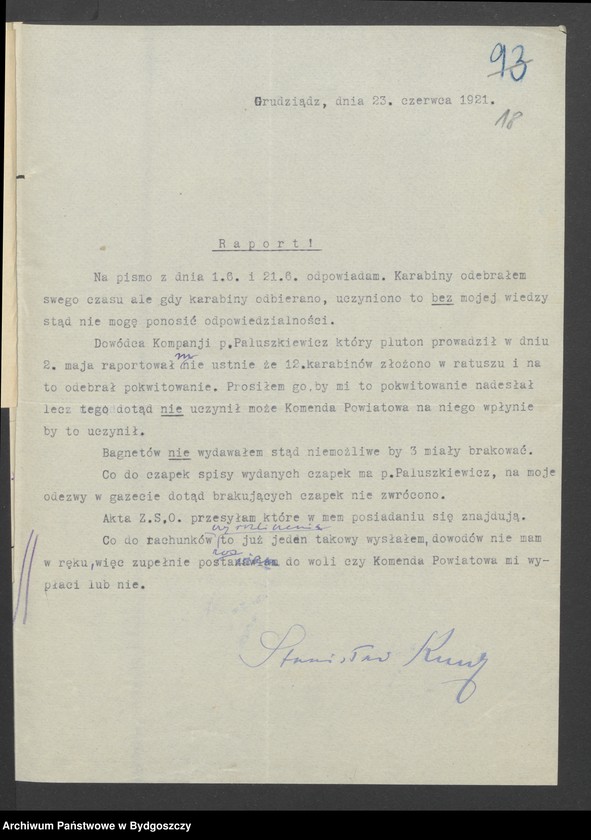 93
Grudziądz, dnia 23. czerwca 1921.
18
Raport!
Na pismo z dnia 1.6. i 21.6. odpowiadam. Karabiny odebrałem
swego czasu ale gdy karabiny odbierano, uczyniono to bez mojej wiedzy
stąd nie mogę ponosić odpowiedzialności.
Dowódca Kompanji p.Paluszkiewicz który pluton prowadził w dniu
2. maja raportował mnie ustnie że 12.karabinów złożono w ratuszu i na
to odebrał pokwitowanie. Prosiłem go,by mi to pokwitowanie nadesłał
lecz tego dotąd nie uczynił może Komenda Powiatowa na niego wpłynie
by to uczynił.
Bagnetów nie wydawałem stąd niemożliwe by 3 miały brakować.
Co do czapek spisy wydanych czapek ma p.Paluszkiewicz, na moje
odezwy w gazecie dotąd brakujących czapek nie zwrócono.
Akta Z.S.O. przesyłam które w mem posiadaniu się znajdują.
Co do rachunków to już jeden takowy wysłałem,dowodów nie mam
w ręku,więc zupełnie do woli czy Komenda Powiatowa mi wy-
płaci lub nie.
Stanisław
Archiwum Państwowe w Bydgoszczy